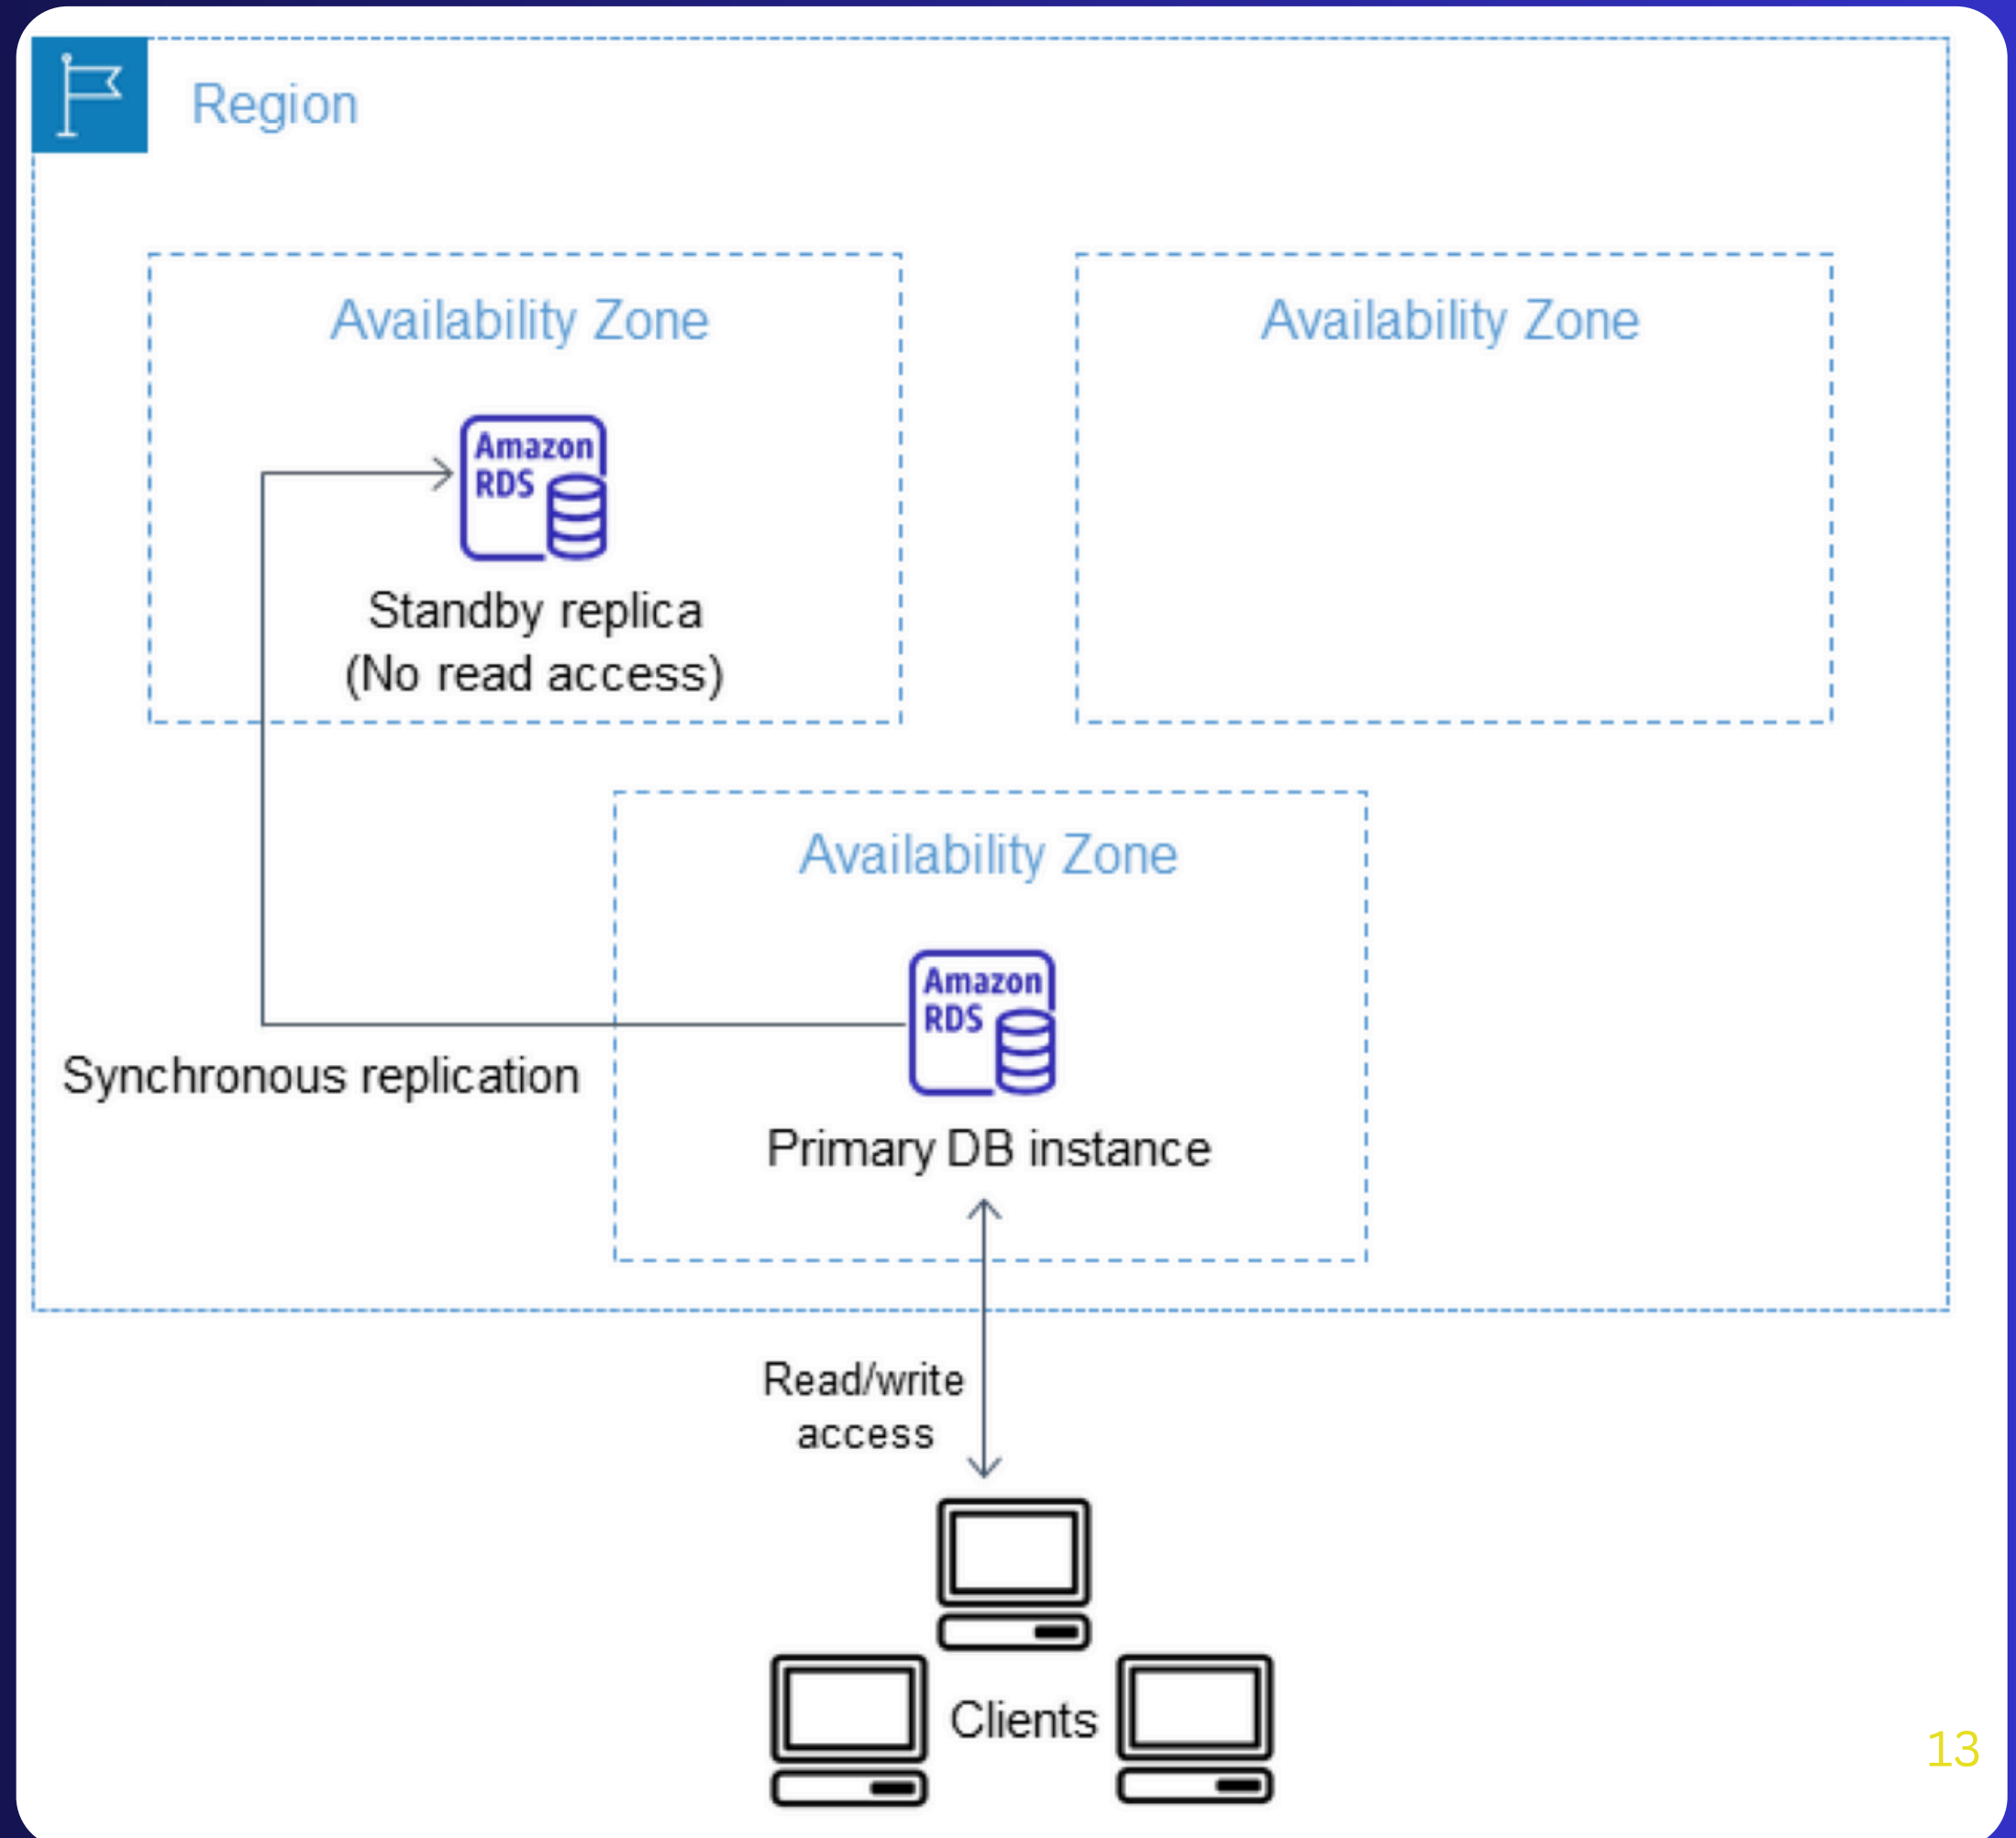 Region
Availability Zone
Availability Zone
Amazon
RDS
Standby replica
(No read access)
Availability Zone
Amazon
RDS
Synchronous replication
Primary DB instance
Read/write
access
Clients
13